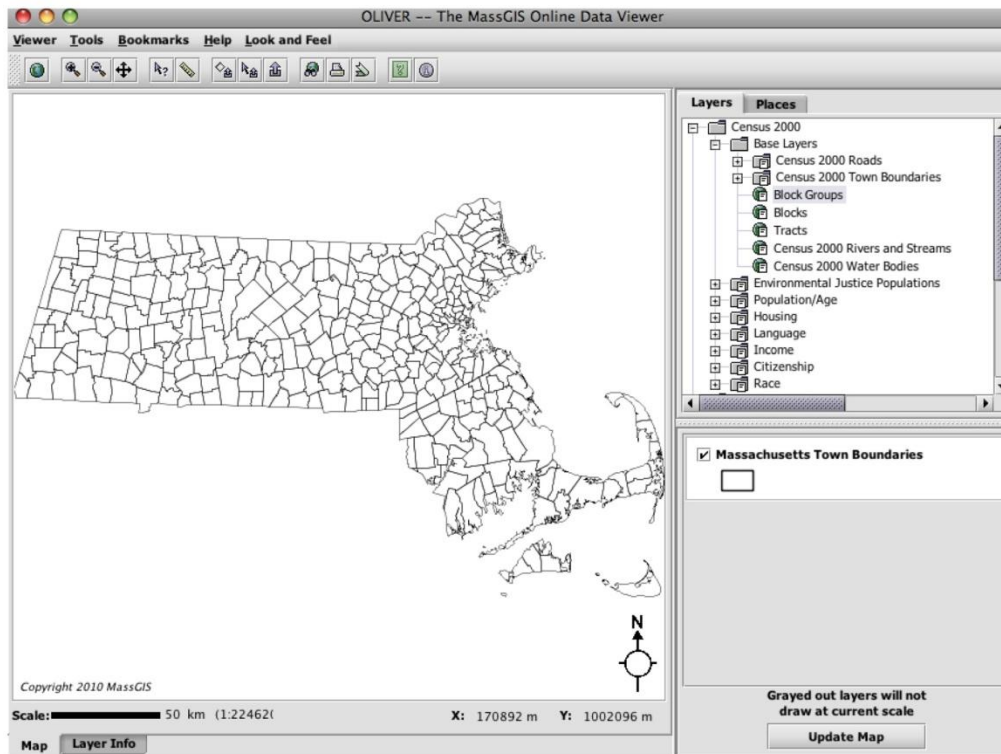 OLIVER -- The MassGIS Online Data Viewer
Viewer Tools Bookmarks Help Look and Feel
Layers Places
Census 2000
Base Layers
Census 2000 Roads
Census 2000 Town Boundaries
Block Groups
Blocks
Tracts
Census 2000 Rivers and Streams
Census 2000 Water Bodies
Environmental Justice Populations
Population/Age
Housing
Language
Income
Citizenship
Race
Massachusetts Town Boundaries
N
Copyright 2010 MassGIS
Grayed out layers will not
draw at current scale
Update Map
Scale: 50 km (1:22462( X: 170892 m Y: 1002096 m
Map Layer Info